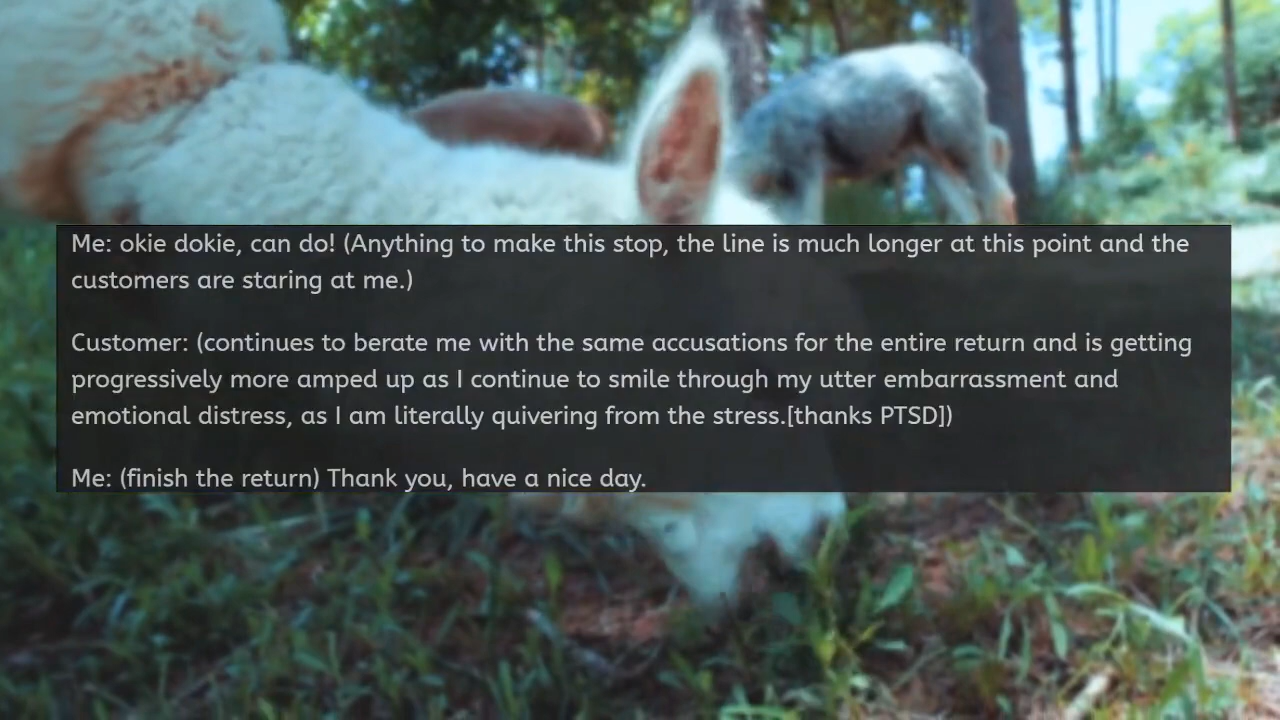 Me: okie dokie, can do! (Anything to make this stop, the line is much longer at this point and the
customers are staring at me.)
Customer: (continues to berate me with the same accusations for the entire return and is getting
progressively more amped up as I continue to smile through my utter embarrassment and
emotional distress, as I am literally quivering from the stress.[thanks PTSD])
Me: (finish the return) Thank you, have a nice day.